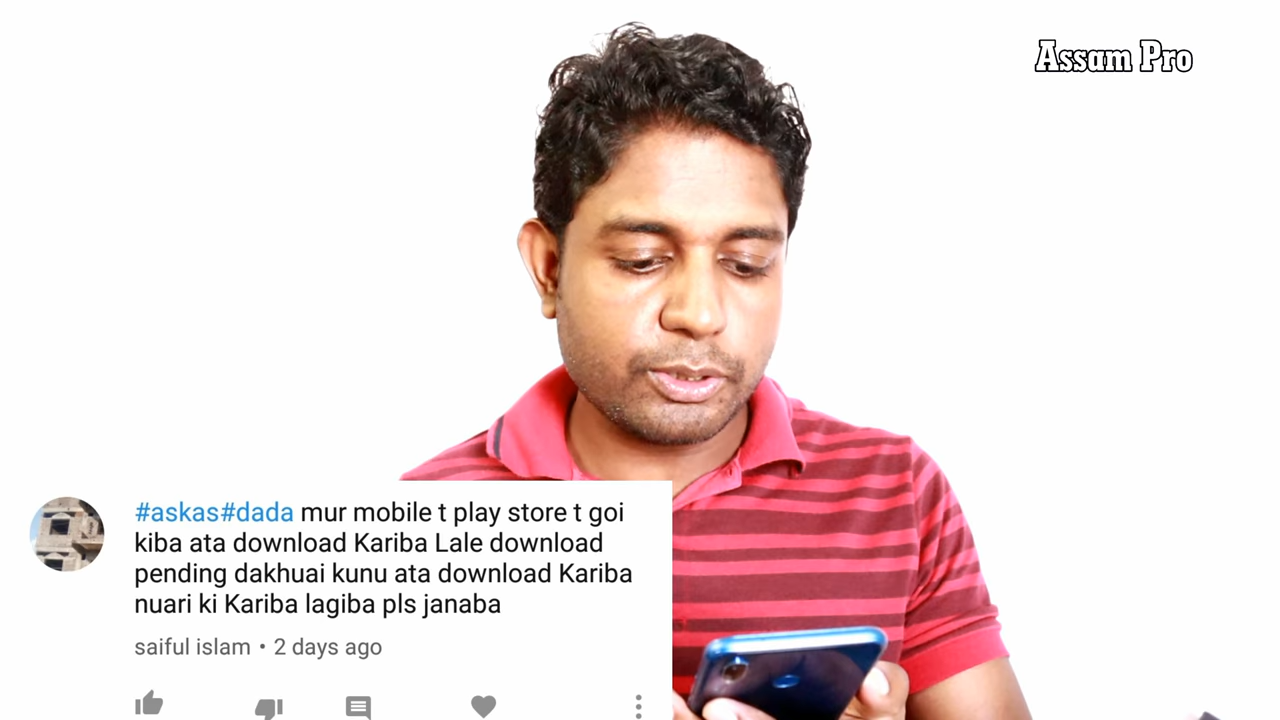 Assam Pro
#askas#dada mur mobile t play store t goi
kiba ata download Kariba Lale download
pending dakhuai kunu ata download Kariba
nuari ki Kariba lagiba pls janaba
saiful islam • 2 days ago